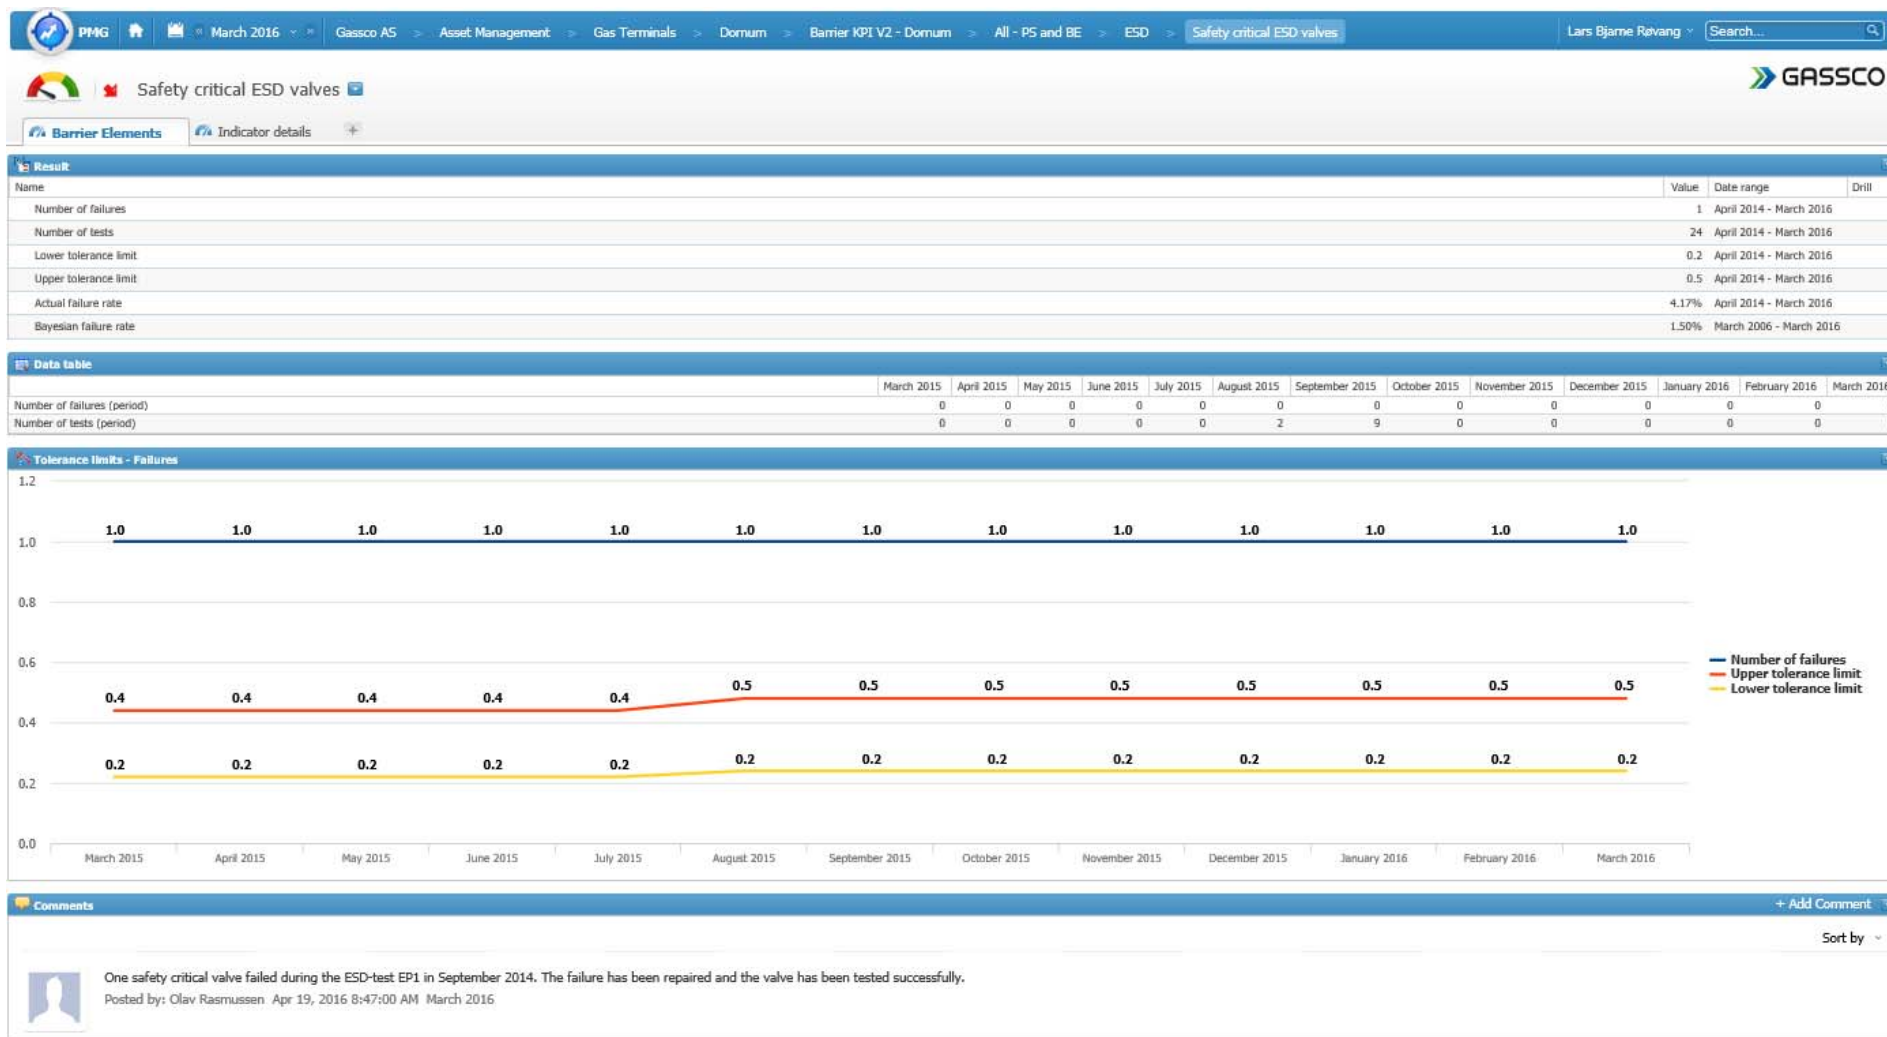 PMG March 2016 Gassco AS > Asset Management > Gas Terminals > Dornum > Barrier KPI V2 - Dornum > All - PS and BE > ESD > Safety critical ESD valves Lars Bjarne Røvang Search...
Safety critical ESD valves
GASSCO
Barrier Elements Indicator details +
Result
Name Value Date range Drill
Number of failures 1 April 2014 - March 2016
Number of tests 24 April 2014 - March 2016
Lower tolerance limit 0.2 April 2014 - March 2016
Upper tolerance limit 0.5 April 2014 - March 2016
Actual failure rate 4.17% April 2014 - March 2016
Bayesian failure rate 1.50% March 2006 - March 2016
Data table
March 2015 April 2015 May 2015 June 2015 July 2015 August 2015 September 2015 October 2015 November 2015 December 2015 January 2016 February 2016 March 2016
Number of failures (period) 0 0 0 0 0 0 0 0 0 0 0 0
Number of tests (period) 0 0 0 0 0 2 9 0 0 0 0 0
Tolerance limits - Failures
1.2
1.0 1.0 1.0 1.0 1.0 1.0 1.0 1.0 1.0 1.0 1.0 1.0 1.0
1.0
0.8
0.6
Number of failures
Upper tolerance limit
Lower tolerance limit
0.4 0.4 0.4 0.4 0.4 0.5 0.5 0.5 0.5 0.5 0.5 0.5 0.5
0.4
0.2 0.2 0.2 0.2 0.2 0.2 0.2 0.2 0.2 0.2 0.2 0.2 0.2
0.2
0.0
March 2015 April 2015 May 2015 June 2015 July 2015 August 2015 September 2015 October 2015 November 2015 December 2015 January 2016 February 2016 March 2016
Comments + Add Comment
Sort by
One safety critical valve failed during the ESD-test EP1 in September 2014. The failure has been repaired and the valve has been tested successfully.
Posted by: Olav Rasmussen Apr 19, 2016 8:47:00 AM March 2016